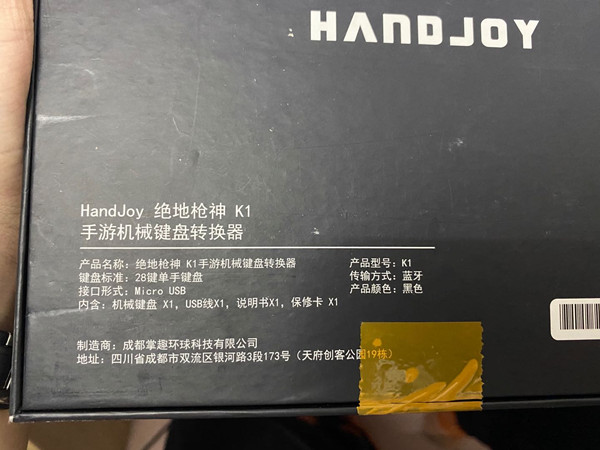 HANDJOY
HandJoy 绝地枪神 K1
手游机械键盘转换器
产品名称: 绝地枪神 K1手游机械键盘转换器
产品型号: K1
键盘标准: 28键单手键盘
传输方式: 蓝牙
接口形式: Micro USB
产品颜色: 黑色
内含: 机械键盘 X1, USB线X1, 说明书X1, 保修卡 X1
制造商: 成都掌趣环球科技有限公司
地址: 四川省成都市双流区银河路3段173号（天府创客公园19栋）